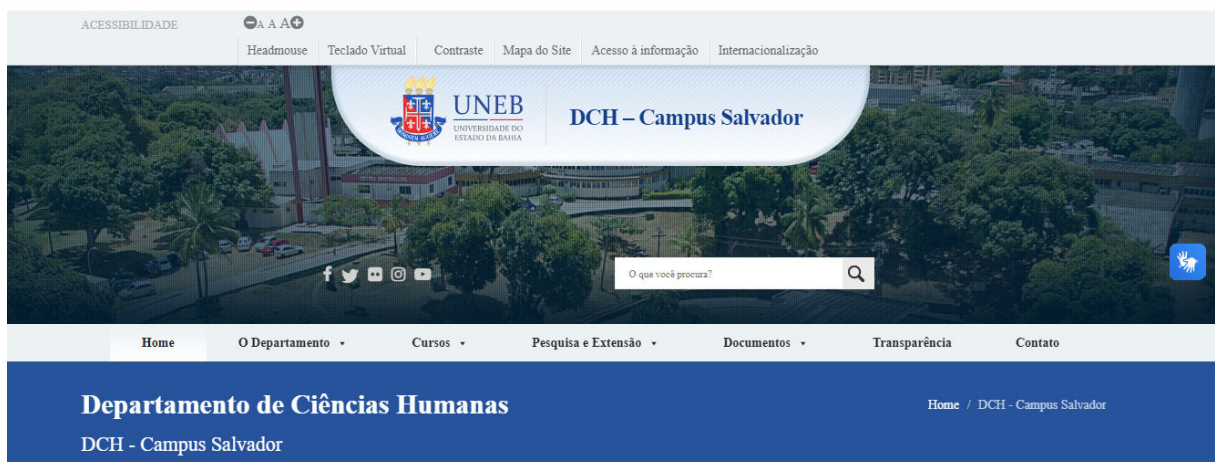 ACESSIBILIDADE
A A A
Headmouse Teclado Virtual Contraste Mapa do Site Acesso à informação Internacionalização
UNEB
UNIVERSIDADE DO
ESTADO DA BAHIA
DCH – Campus Salvador
O que você procura?
Home O Departamento Cursos Pesquisa e Extensão Documentos Transparência Contato
Departamento de Ciências Humanas
Home / DCH - Campus Salvador
DCH - Campus Salvador